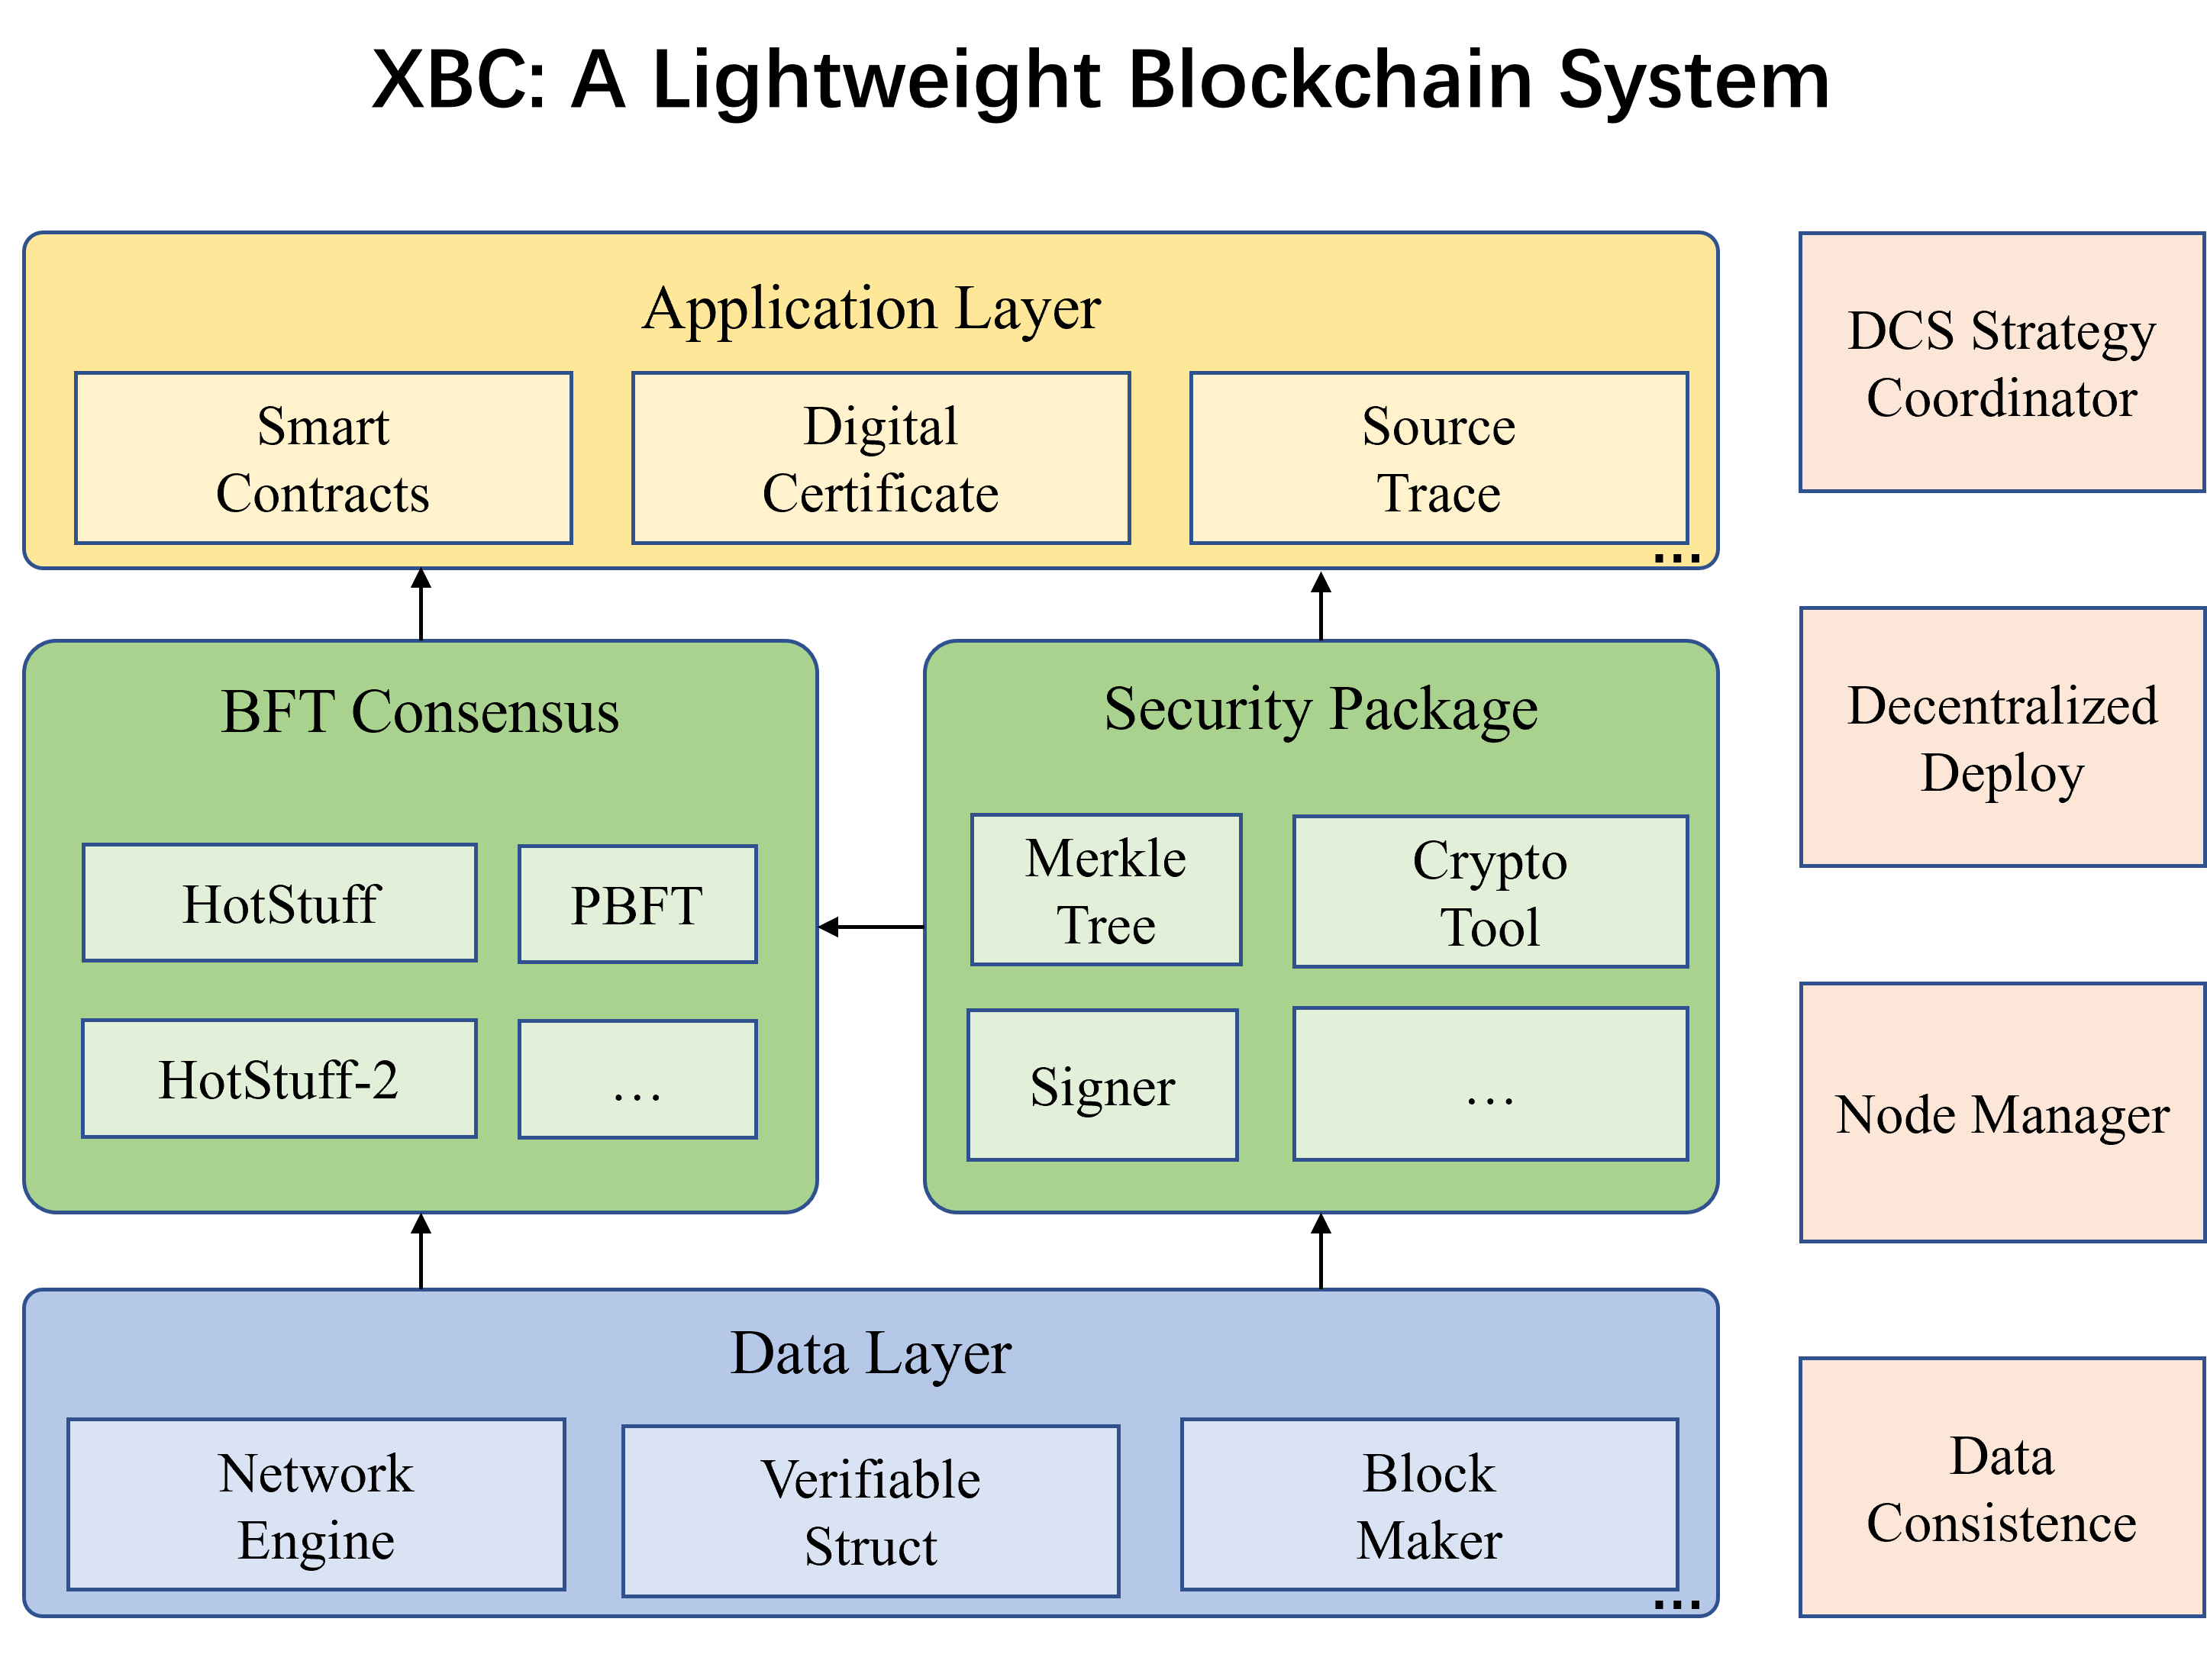 XBC: A Lightweight Blockchain System
Application Layer
Smart
Contracts
Digital
Certificate
Source
Trace
...
BFT Consensus
HotStuff
PBFT
HotStuff-2
...
Security Package
Merkle
Tree
Crypto
Tool
Signer
...
Data Layer
Network
Engine
Verifiable
Struct
Block
Maker
...
DCS Strategy
Coordinator
Decentralized
Deploy
Node Manager
Data
Consistence